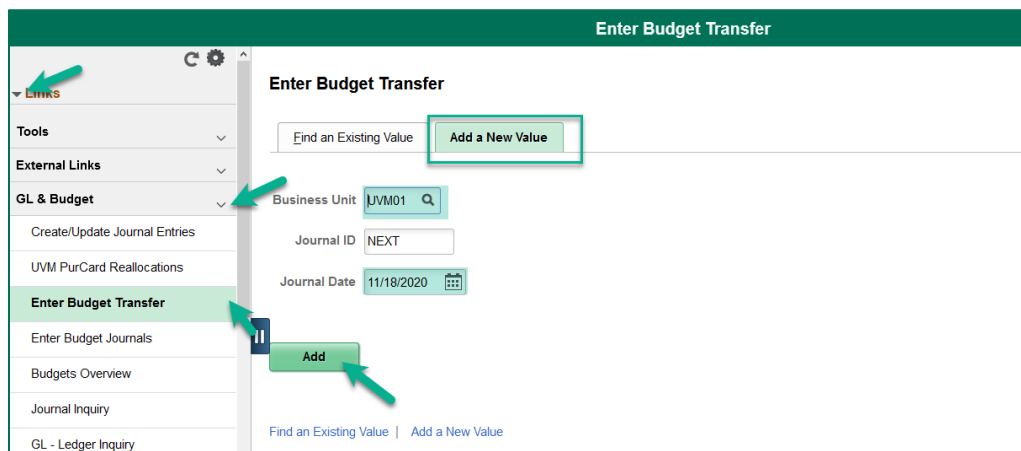 Enter Budget Transfer
Links
Tools
External Links
GL & Budget
Create/Update Journal Entries
UVM PurCard Reallocations
Enter Budget Transfer
Enter Budget Journals
Budgets Overview
Journal Inquiry
GL - Ledger Inquiry
Enter Budget Transfer
Find an Existing Value
Add a New Value
Business Unit UVM01
Journal ID NEXT
Journal Date 11/18/2020
Add
Find an Existing Value | Add a New Value